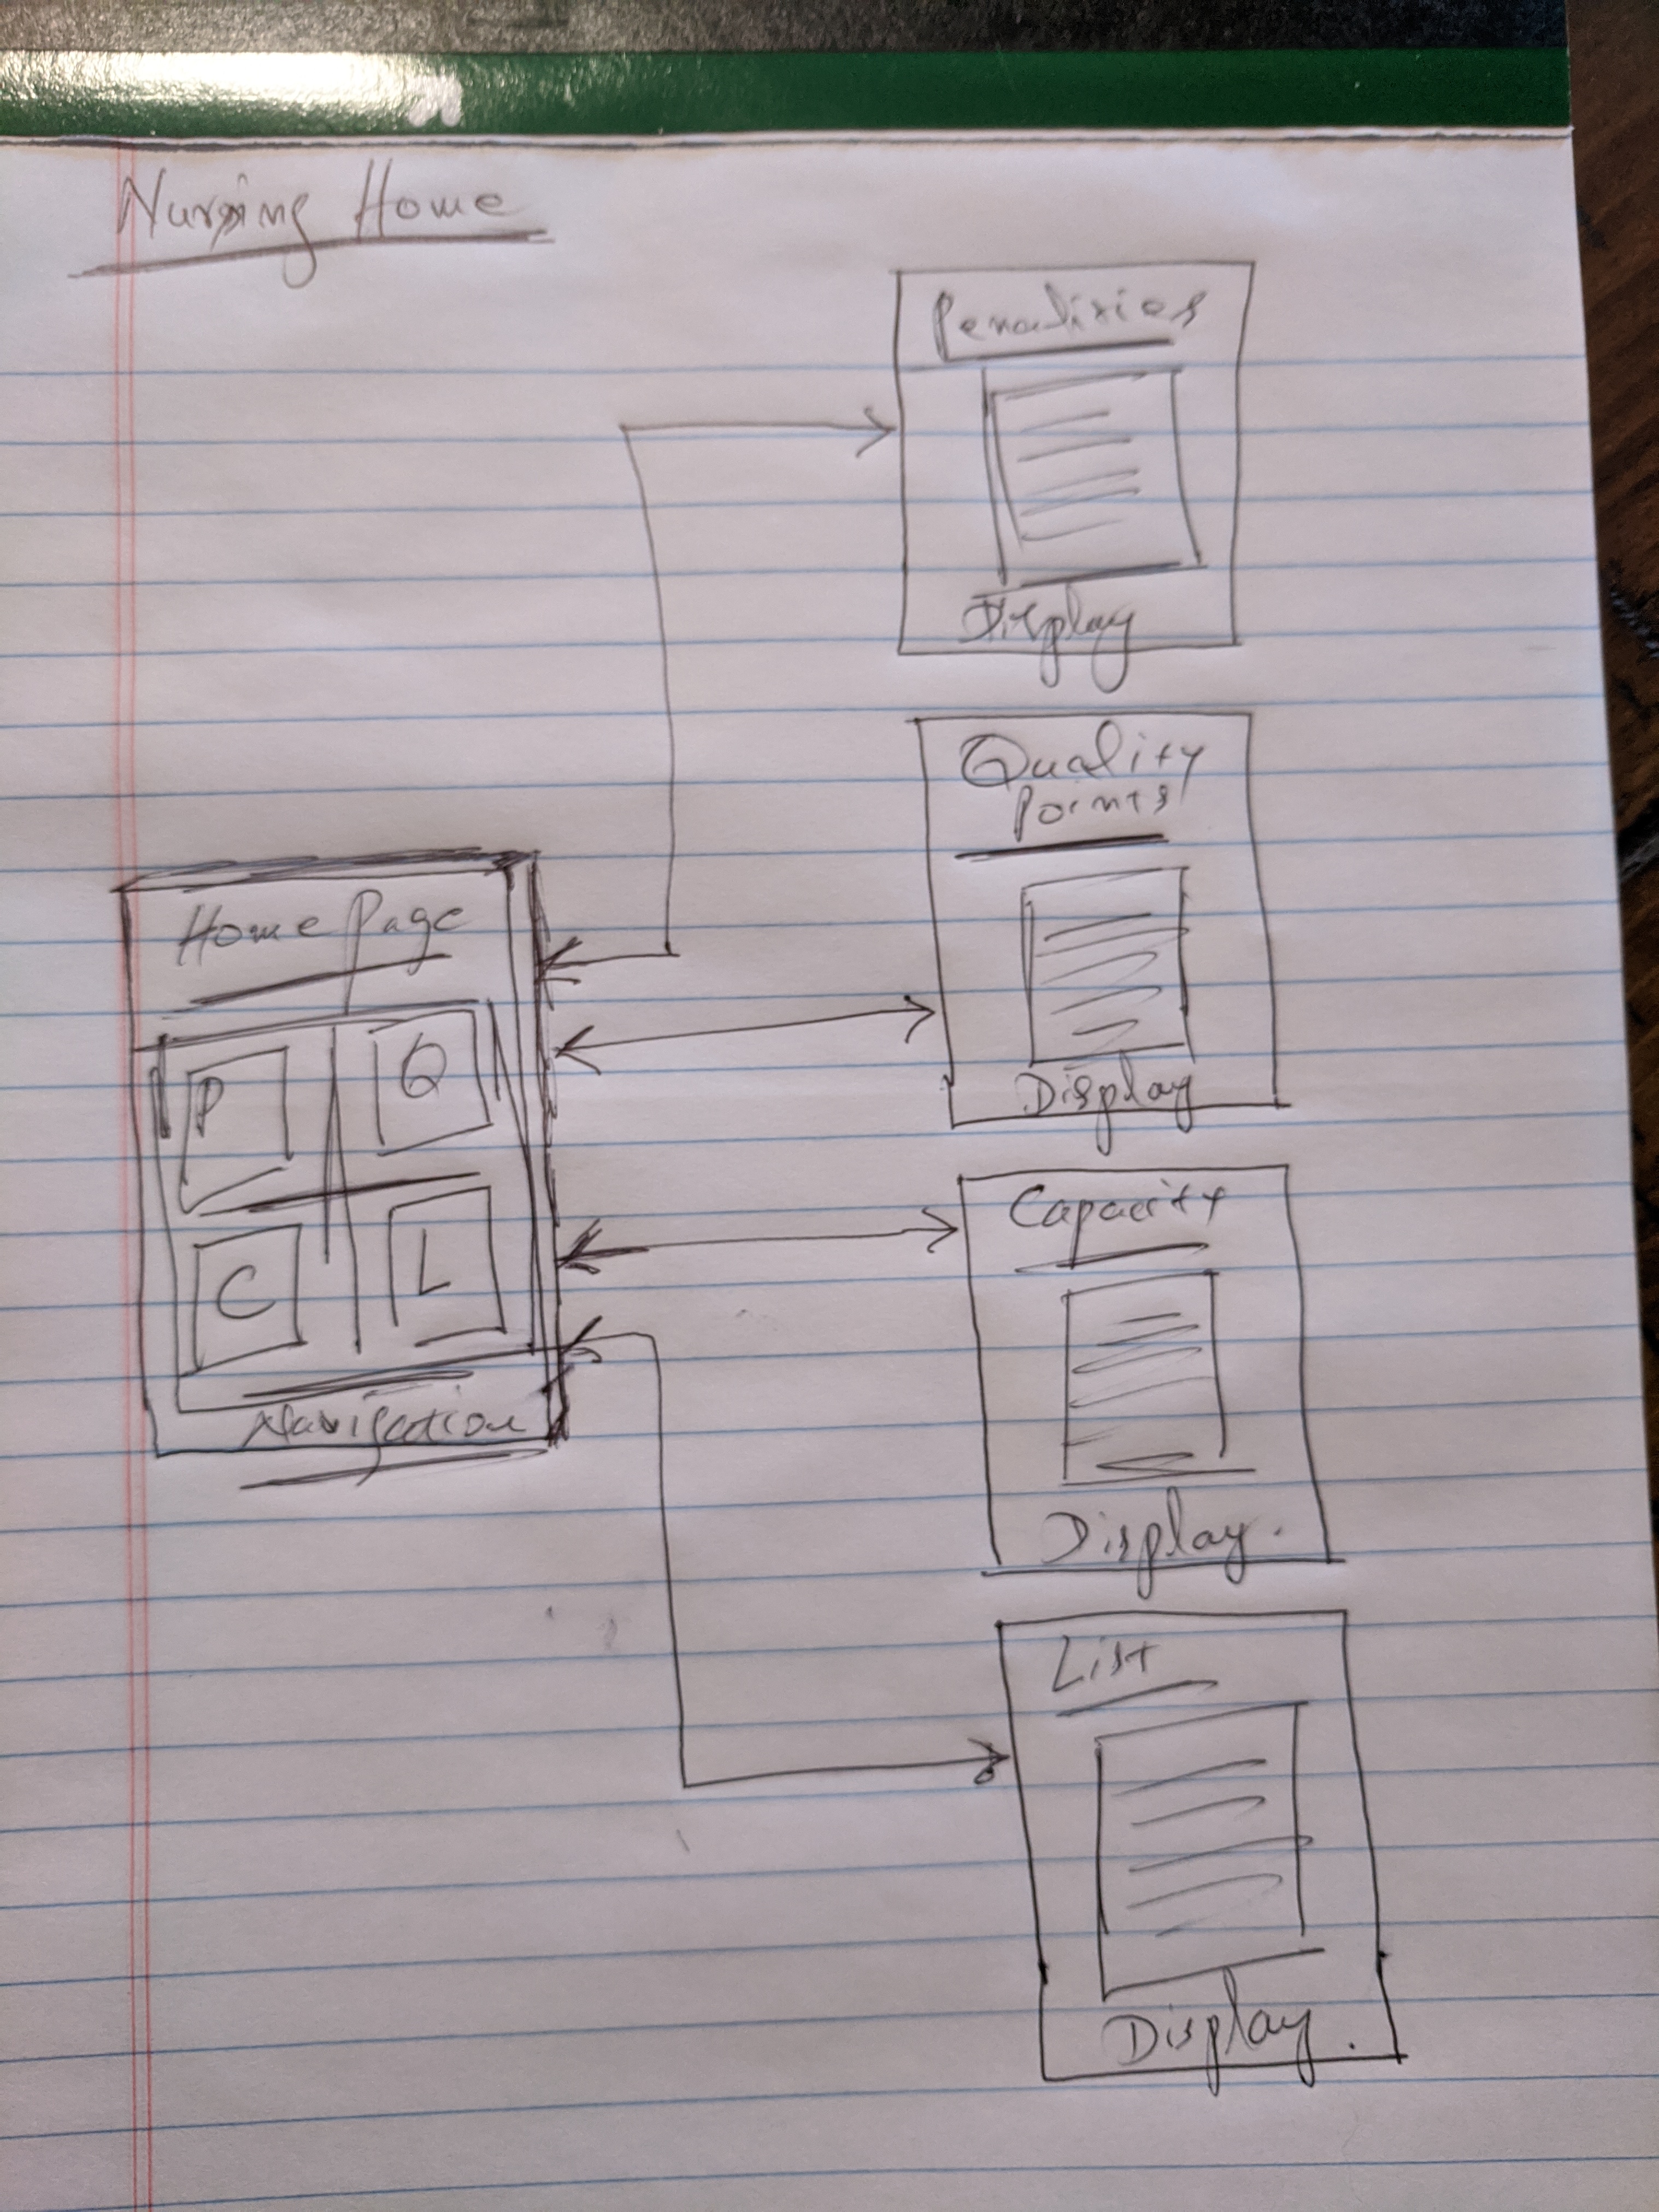 Nursing Home
Penalities
Display
Quality
Points
Display
Home Page
P
Q
C
L
Navigation
Capacity
Display.
List
Display.